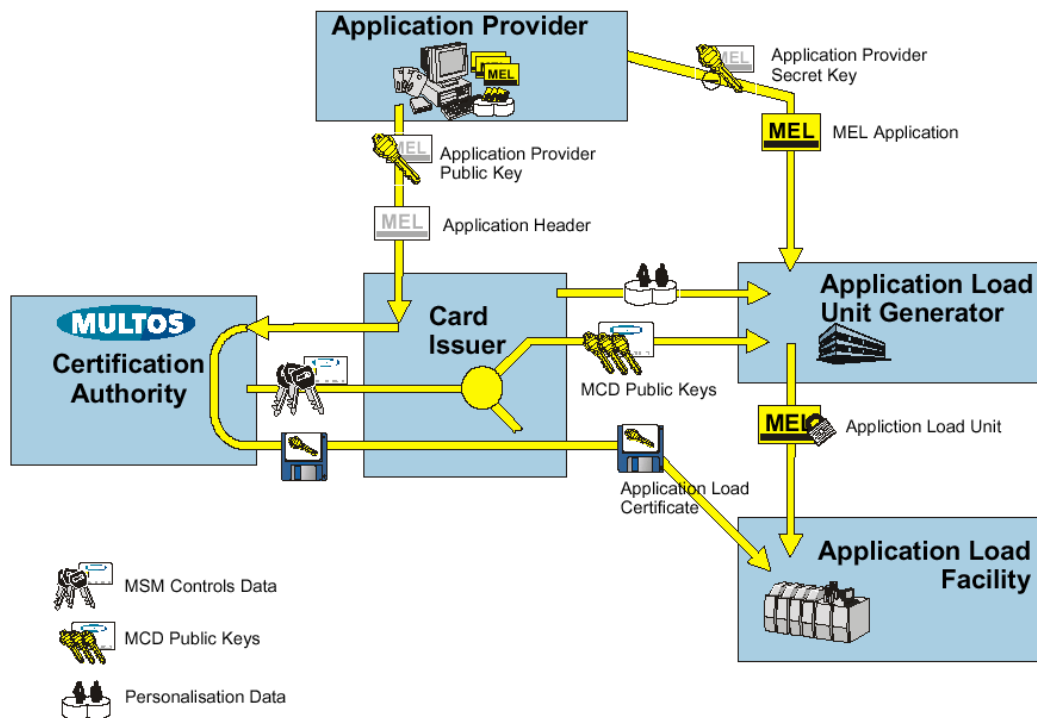 Application Provider
MEL
MEL
Application Provider
Secret Key
MEL
MEL Application
MEL
Application Provider
Public Key
MEL
Application Header
MULTOS
Certification
Authority
Card
Issuer
Application Load
Unit Generator
MCD Public Keys
MEL
Appliction Load Unit
Application Load
Certificate
Application Load
Facility
MSM Controls Data
MCD Public Keys
Personalisation Data